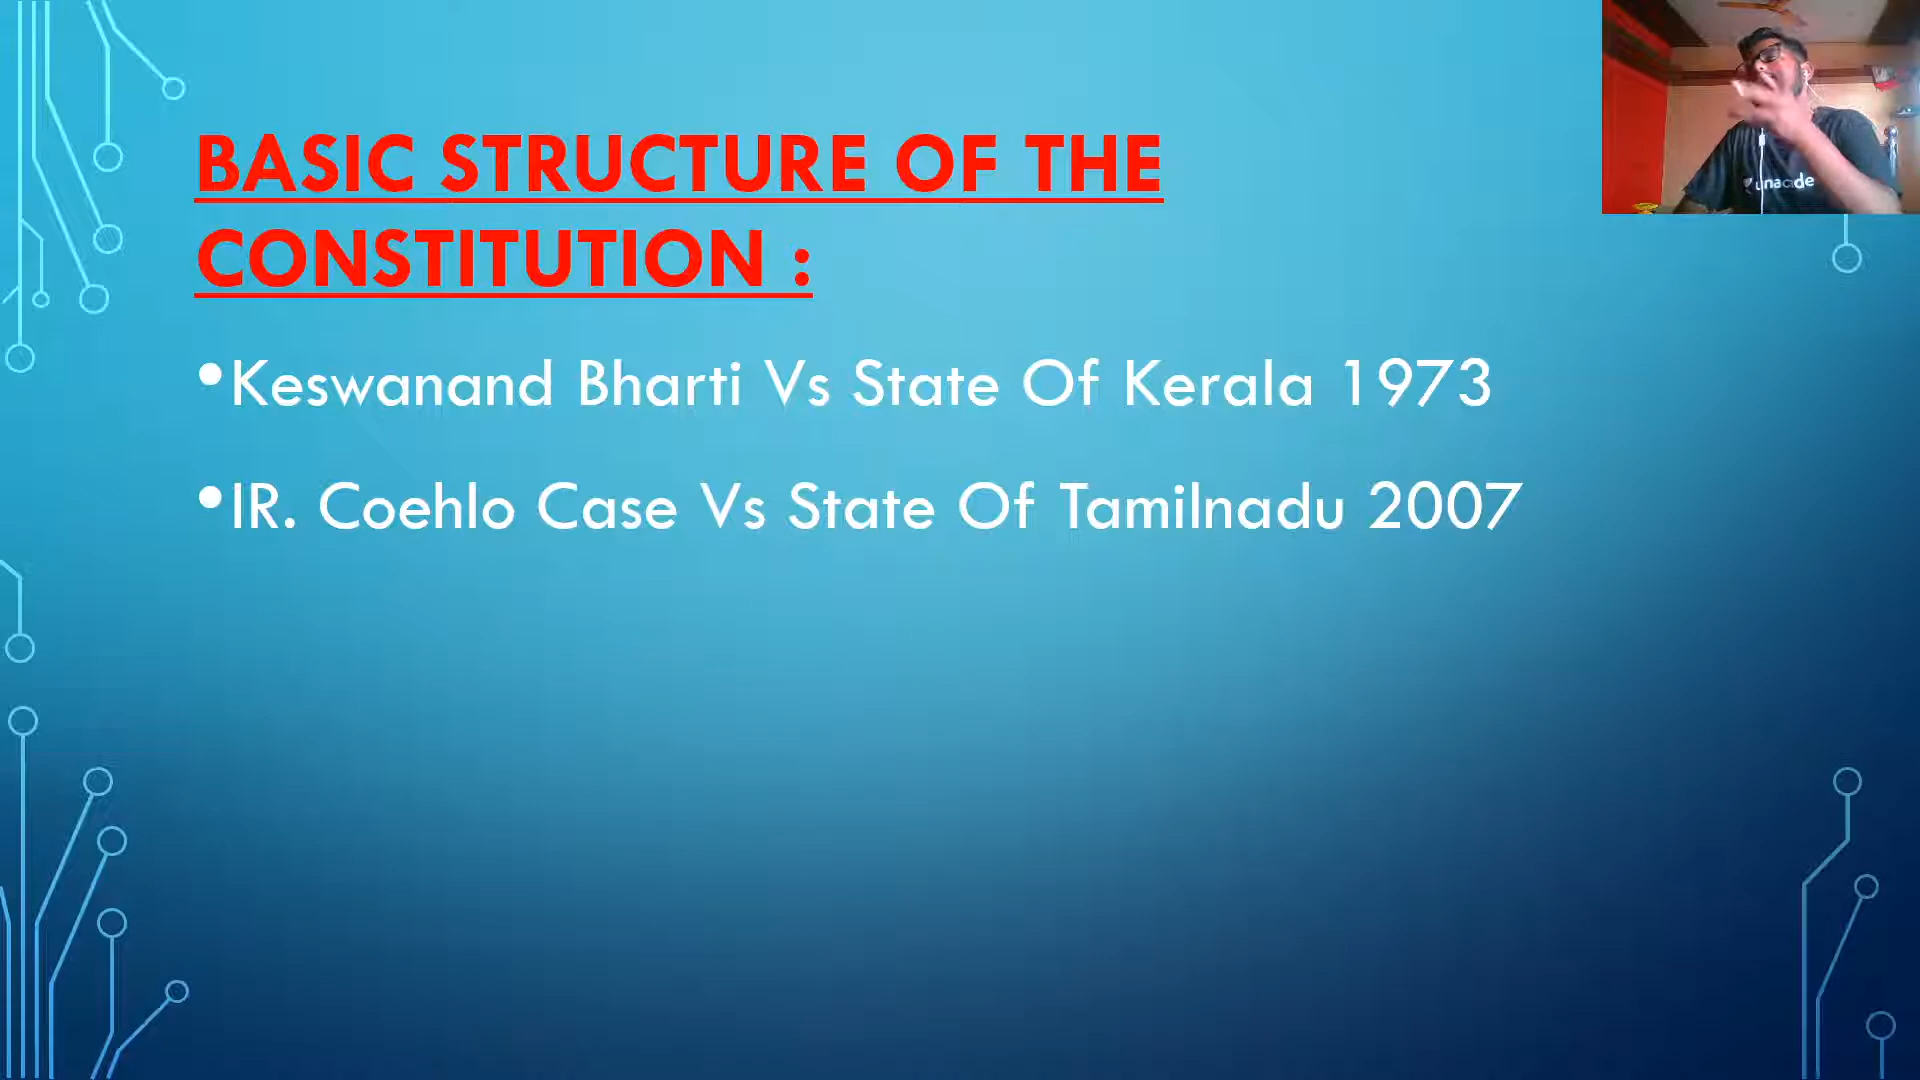 BASIC STRUCTURE OF THE
CONSTITUTION :
•Keswanand Bharti Vs State Of Kerala 1973
•IR. Coehlo Case Vs State Of Tamilnadu 2007